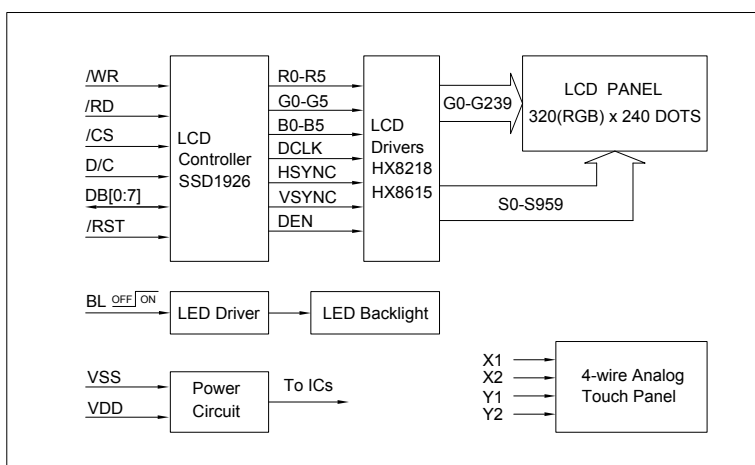 /WR
/RD
/CS
D/C
DB[0:7]
/RST
LCD
Controller
SSD1926
R0-R5
G0-G5
B0-B5
DCLK
HSYNC
VSYNC
DEN
LCD
Drivers
HX8218
HX8615
G0-G239
S0-S959
LCD PANEL
320(RGB) x 240 DOTS
BL OFF ON
LED Driver
LED Backlight
VSS
VDD
Power
Circuit
To ICs
X1
X2
Y1
Y2
4-wire Analog
Touch Panel